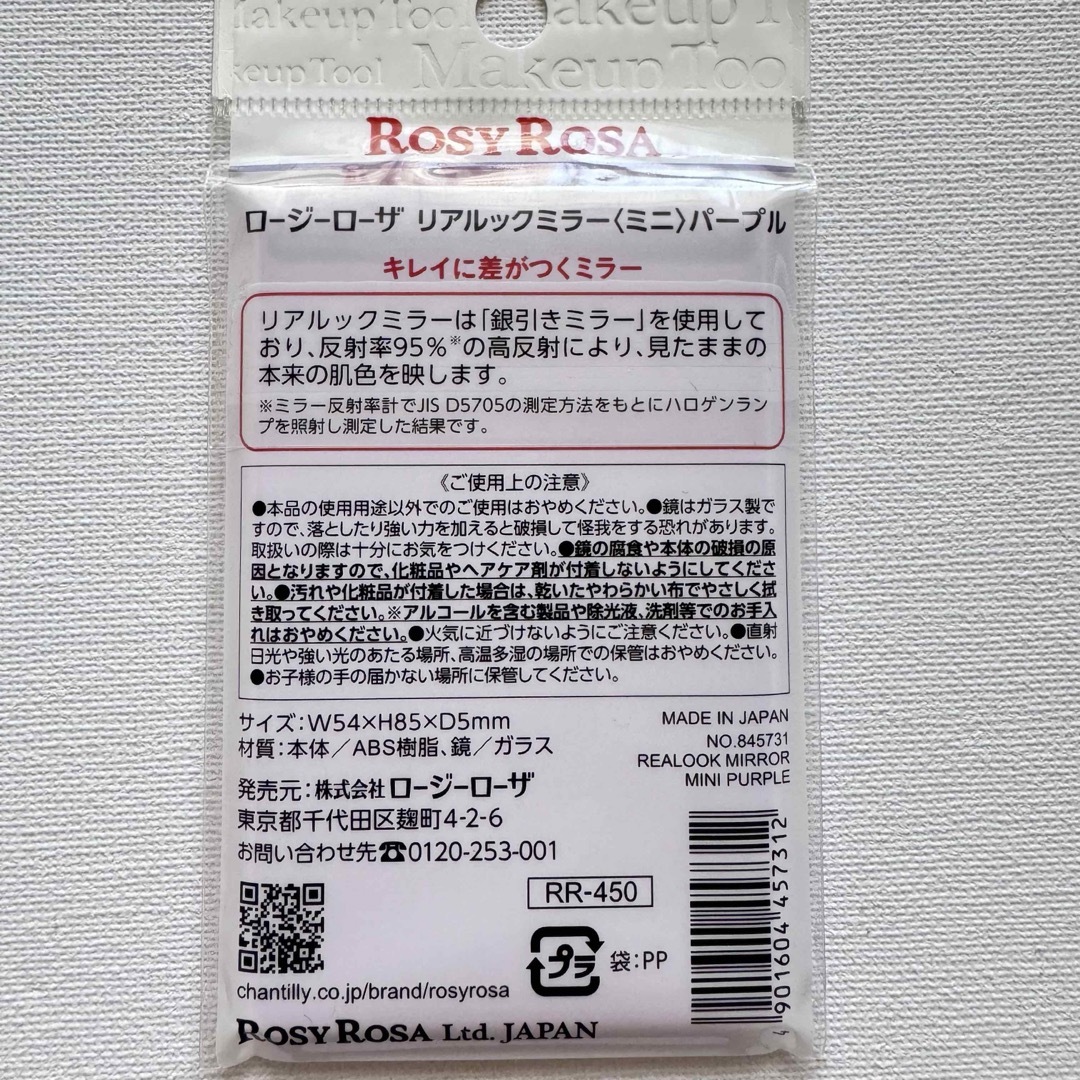 Makeup Tool
Makeup T
keup Tool
Makeup Too
ROSY ROSA
ロージーローザ リアルックミラー〈ミニ〉パープル
キレイに差がつくミラー
リアルックミラーは「銀引きミラー」を使用して
おり、反射率95%※の高反射により、見たままの
本来の肌色を映します。
※ミラー反射率計でJIS D5705の測定方法をもとにハロゲンラン
プを照射し測定した結果です。
《ご使用上の注意》
●本品の使用用途以外でのご使用はおやめください。●鏡はガラス製で
すので、落としたり強い力を加えると破損して怪我をする恐れがあります。
取扱いの際は十分にお気をつけください。●鏡の腐食や本体の破損の原
因となりますので、化粧品やヘアケア剤が付着しないようにしてくださ
い。●汚れや化粧品が付着した場合は、乾いたやわらかい布でやさしく拭
き取ってください。※アルコールを含む製品や除光液、洗剤等でのお手入
れはおやめください。●火気に近づけないようにご注意ください。●直射
日光や強い光のあたる場所、高温多湿の場所での保管はおやめください。
●お子様の手の届かない場所に保管してください。
サイズ:W54×H85×D5mm
材質:本体/ABS樹脂、鏡/ガラス
発売元:株式会社ロージーローザ
東京都千代田区麹町4-2-6
お問い合わせ先☎0120-253-001
MADE IN JAPAN
NO.845731
REALOOK MIRROR
MINI PURPLE
RR-450
プラ
袋:PP
4 901604 457312
chantilly.co.jp/brand/rosyrosa
ROSY ROSA Ltd. JAPAN